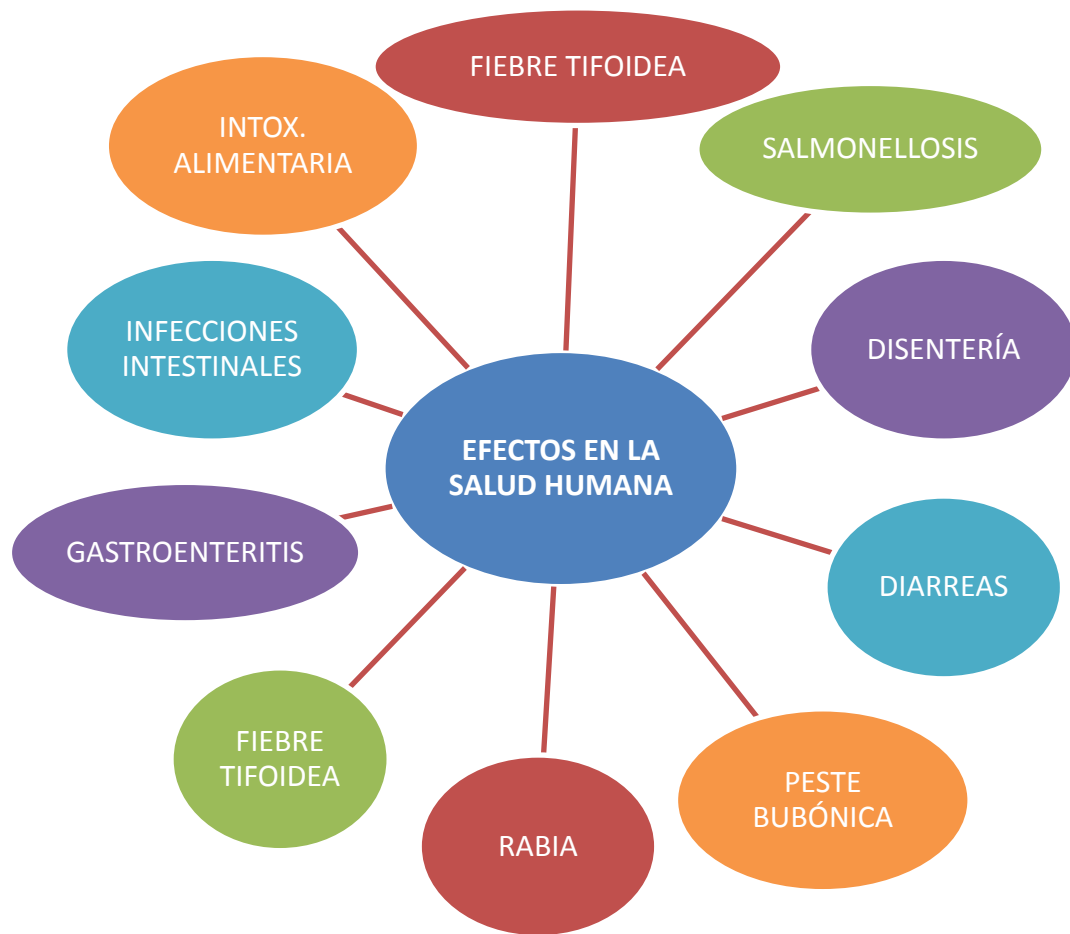 FIEBRE TIFOIDEA
INTOX.
ALIMENTARIA
SALMONELLOSIS
INFECCIONES
INTESTINALES
DISENTERÍA
EFECTOS EN LA
SALUD HUMANA
GASTROENTERITIS
DIARREAS
FIEBRE
TIFOIDEA
PESTE
BUBÓNICA
RABIA